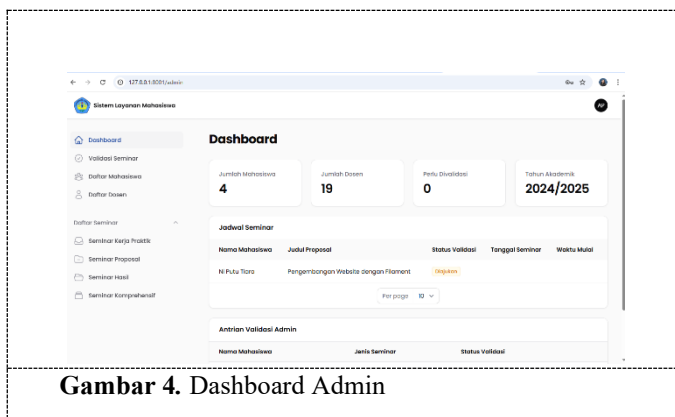 127.0.0.1:8001/admin
Sistem Layanan Mahasiswa
AP
Dashboard
Validasi Seminar
Daftar Mahasiswa
Daftar Dosen
Daftar Seminar
Seminar Kerja Praktik
Seminar Proposal
Seminar Hasil
Seminar Komprehensif
Dashboard
Jumlah Mahasiswa Jumlah Dosen Perlu Divalidasi Tahun Akademik
4 19 0 2024/2025
Jadwal Seminar
Nama Mahasiswa Judul Proposal Status Validasi Tanggal Seminar Waktu Mulai
Ni Putu Tiara Pengembangan Website dengan Filament Diajukan
Per page 10
Antrian Validasi Admin
Nama Mahasiswa Jenis Seminar Status Validasi
Gambar 4. Dashboard Admin